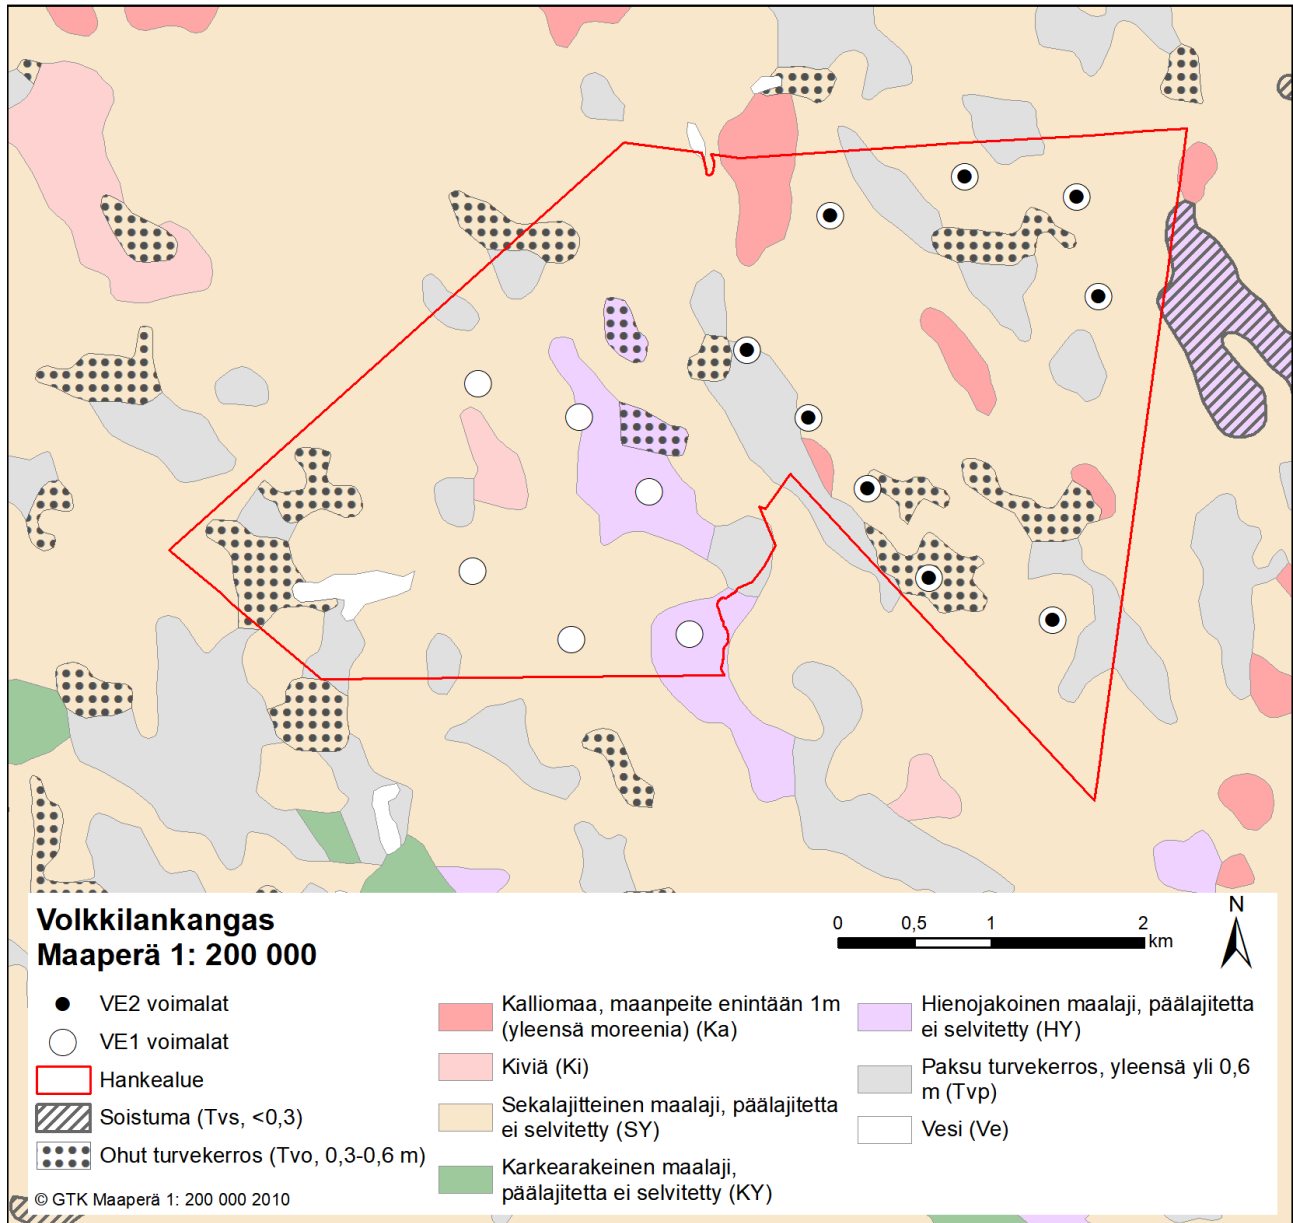 Volkkilankangas
Maaperä 1: 200 000
0 0,5 1 2
km
N
VE2 voimalat
VE1 voimalat
Hankealue
Soistuma (Tvs, <0,3)
Ohut turvekerros (Tvo, 0,3-0,6 m)
© GTK Maaperä 1: 200 000 2010
Kalliomaa, maanpeite enintään 1m
(yleensä moreenia) (Ka)
Kiviä (Ki)
Sekalajitteinen maalaji, päälajitetta
ei selvitetty (SY)
Karkearakeinen maalaji,
päälajitetta ei selvitetty (KY)
Hienojakoinen maalaji, päälajitetta
ei selvitetty (HY)
Paksu turvekerros, yleensä yli 0,6
m (Tvp)
Vesi (Ve)